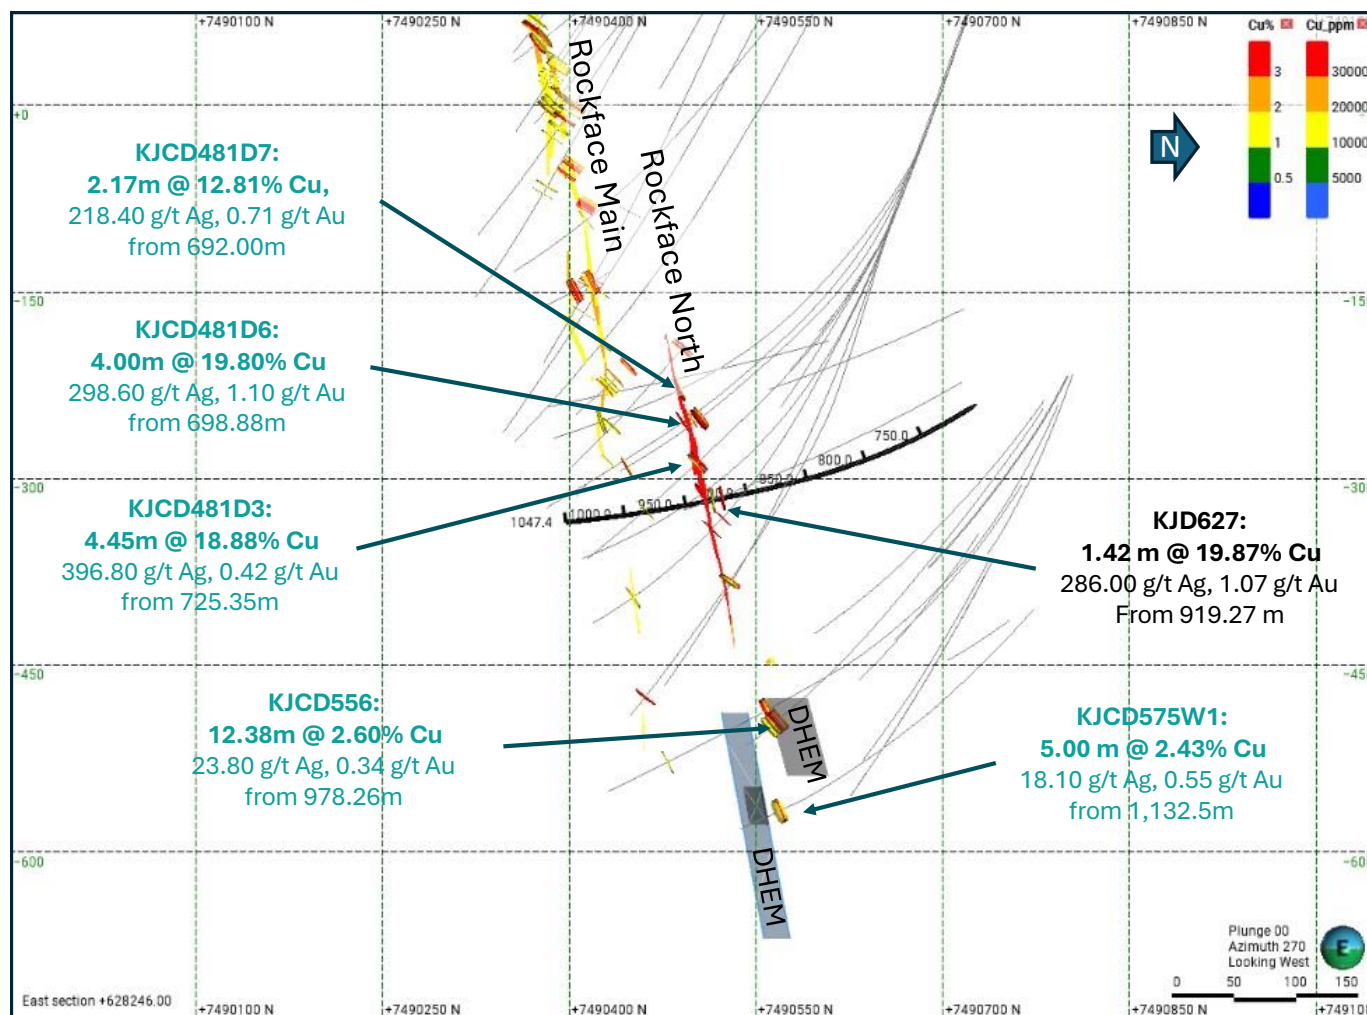 +7490100 N
+7490250 N
+7490400 N
+7490550 N
+7490700 N
+7490850 N
Cu%
Cu_ppm
3
2
1
0.5
30000
20000
10000
5000
N
+0
-150
-300
-450
-600
Rockface Main
Rockface North
KJCD481D7:
2.17m @ 12.81% Cu,
218.40 g/t Ag, 0.71 g/t Au
from 692.00m
KJCD481D6:
4.00m @ 19.80% Cu
298.60 g/t Ag, 1.10 g/t Au
from 698.88m
KJCD481D3:
4.45m @ 18.88% Cu
396.80 g/t Ag, 0.42 g/t Au
from 725.35m
750.0
800.0
850.0
950.0
1000.0
1047.4
KJD627:
1.42 m @ 19.87% Cu
286.00 g/t Ag, 1.07 g/t Au
From 919.27 m
KJCD556:
12.38m @ 2.60% Cu
23.80 g/t Ag, 0.34 g/t Au
from 978.26m
DHEM
DHEM
KJCD575W1:
5.00 m @ 2.43% Cu
18.10 g/t Ag, 0.55 g/t Au
from 1,132.5m
Plunge 00
Azimuth 270
Looking West
E
0 50 100 150
East section +628246.00
+7490100 N
+7490250 N
+7490400 N
+7490550 N
+7490700 N
+7490850 N